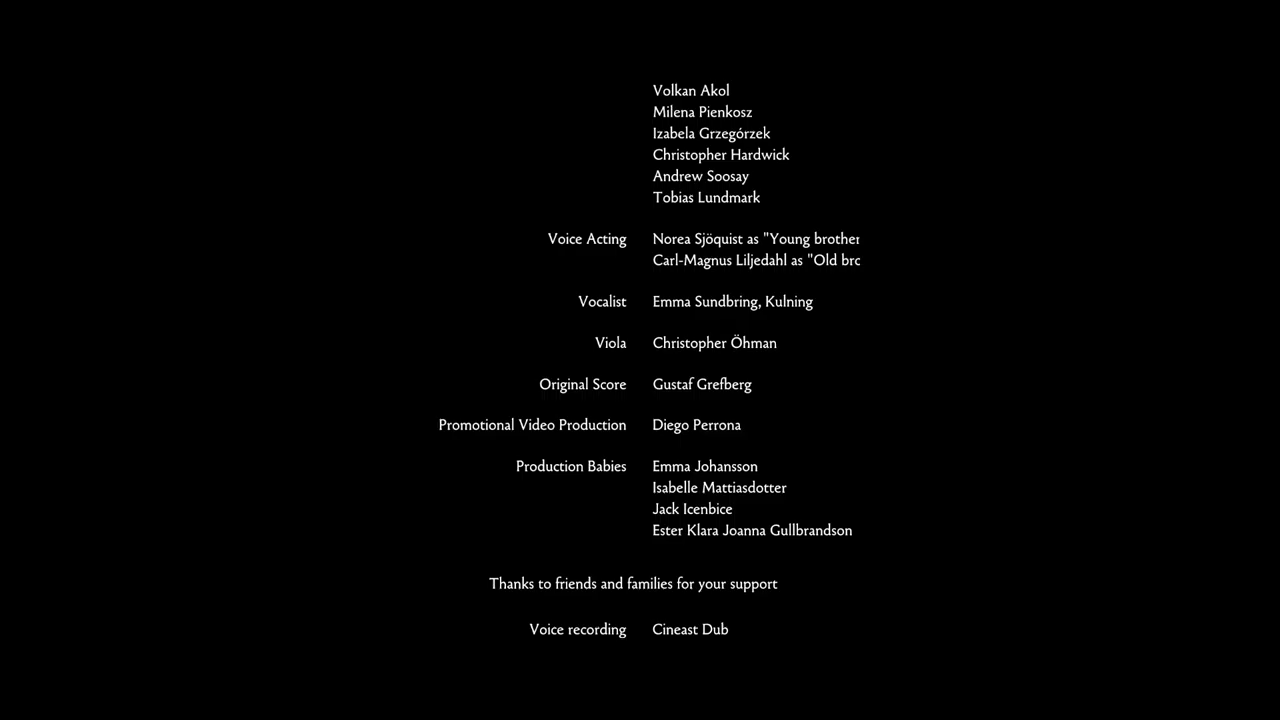 Volkan Akol
Milena Pienkosz
Izabela Grzegórzek
Christopher Hardwick
Andrew Soosay
Tobias Lundmark
Voice Acting Norea Sjöquist as "Young brother
Carl-Magnus Liljedahl as "Old bro
Vocalist Emma Sundbring, Kulning
Viola Christopher Öhman
Original Score Gustaf Grefberg
Promotional Video Production Diego Perrona
Production Babies Emma Johansson
Isabelle Mattiasdotter
Jack Icenbice
Ester Klara Joanna Gullbrandson
Thanks to friends and families for your support
Voice recording Cineast Dub